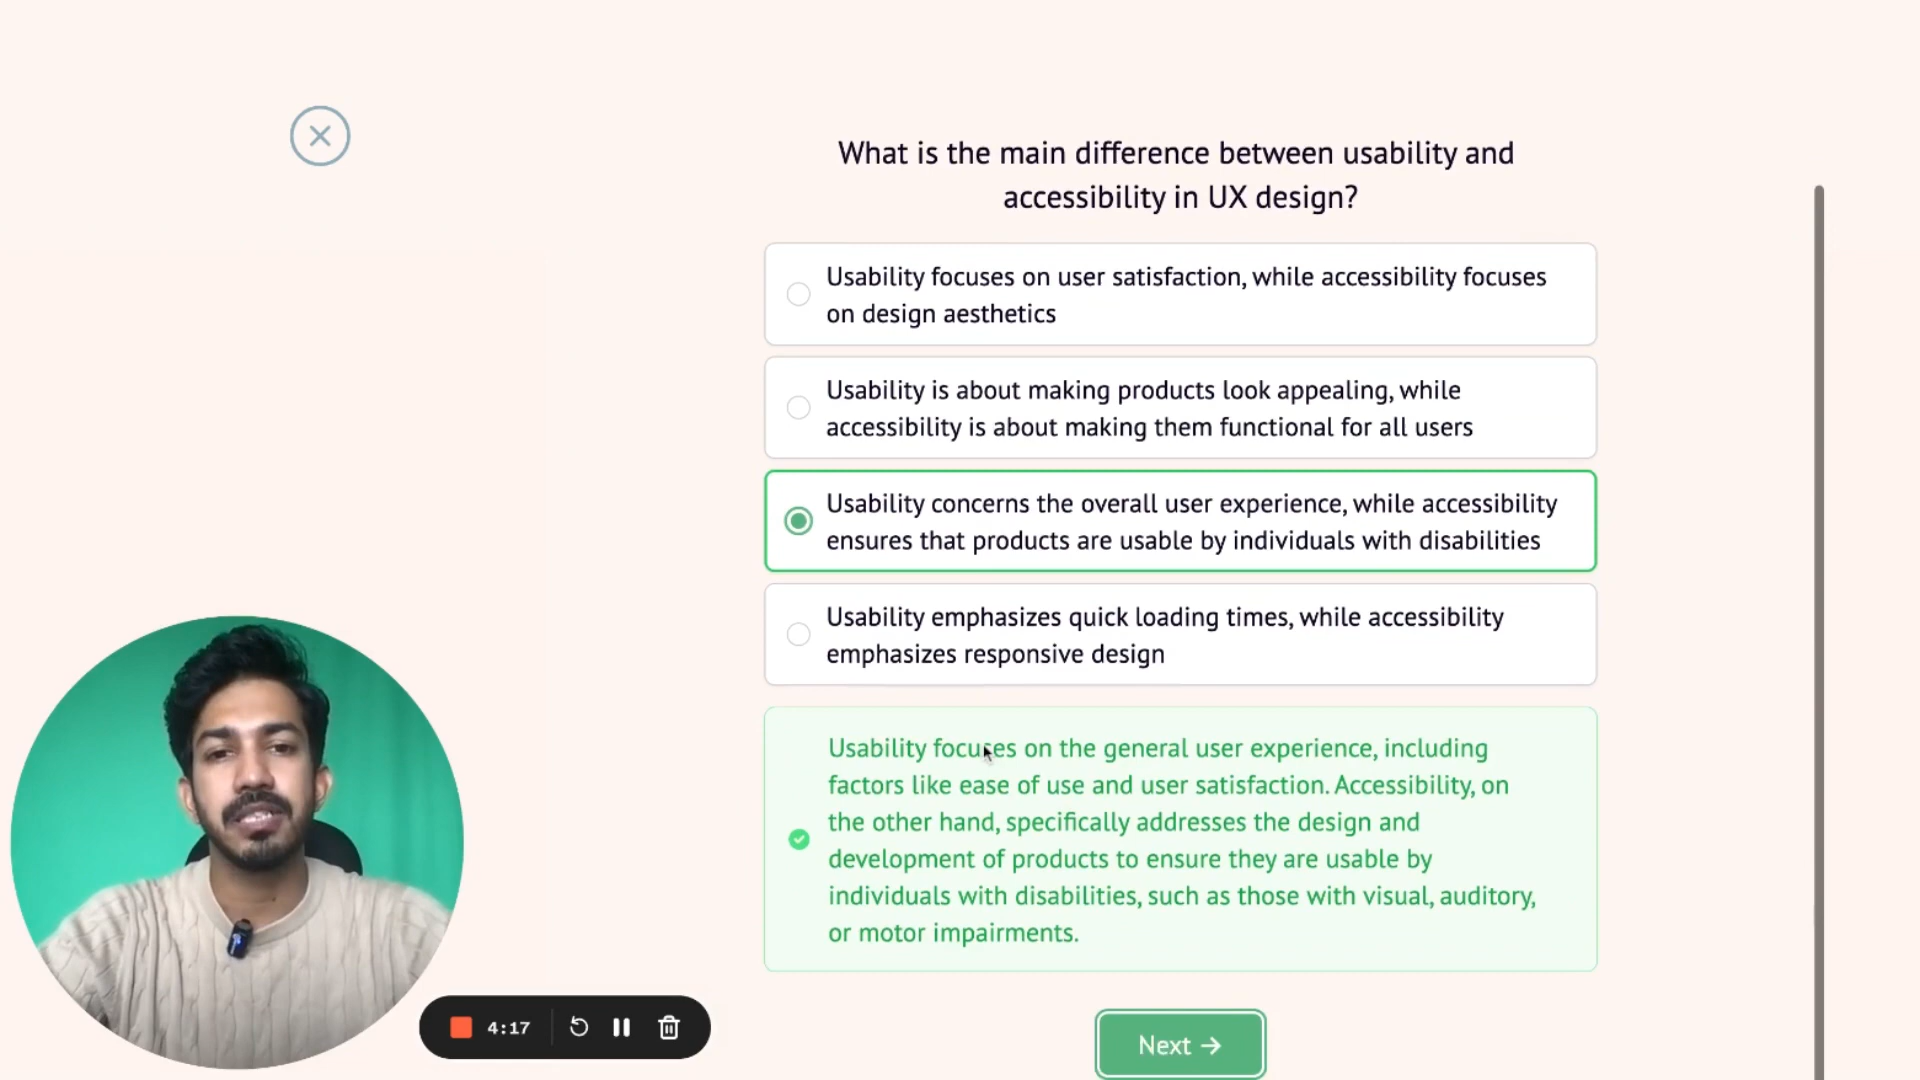 What is the main difference between usability and
accessibility in UX design?
Usability focuses on user satisfaction, while accessibility focuses
on design aesthetics
Usability is about making products look appealing, while
accessibility is about making them functional for all users
Usability concerns the overall user experience, while accessibility
ensures that products are usable by individuals with disabilities
Usability emphasizes quick loading times, while accessibility
emphasizes responsive design
Usability focuses on the general user experience, including
factors like ease of use and user satisfaction. Accessibility, on
the other hand, specifically addresses the design and
development of products to ensure they are usable by
individuals with disabilities, such as those with visual, auditory,
or motor impairments.
4:17
Next →